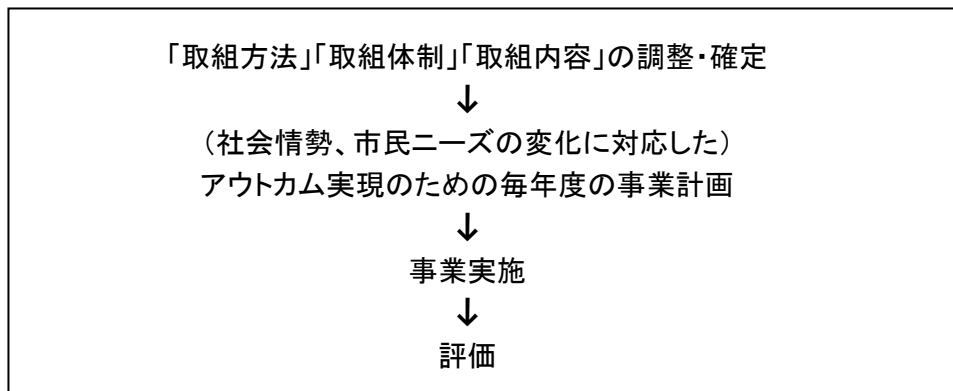 「取組方法」「取組体制」「取組内容」の調整・確定
↓
（社会情勢、市民ニーズの変化に対応した）
アウトカム実現のための毎年度の事業計画
↓
事業実施
↓
評価